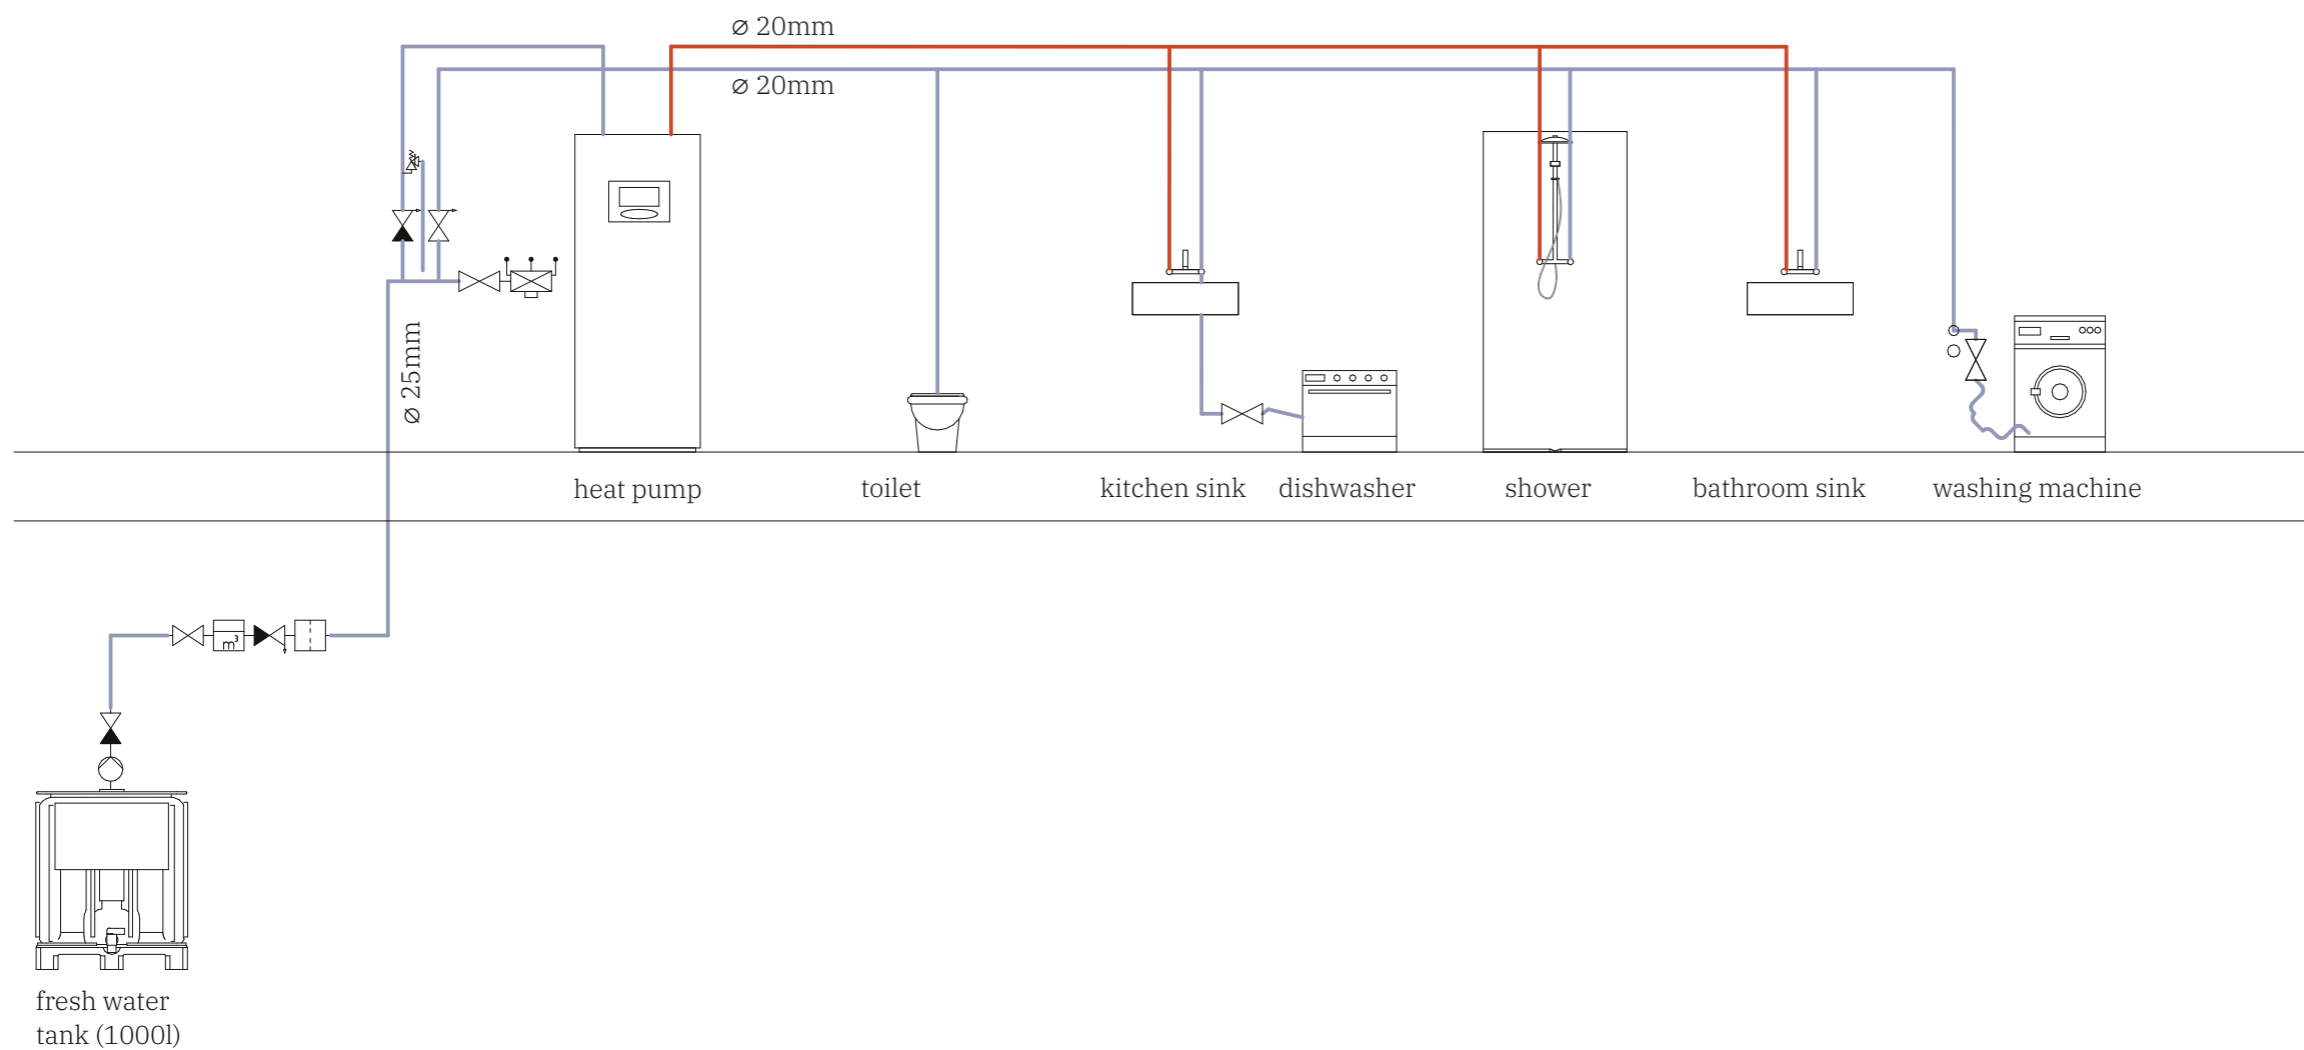 ⌀ 20mm
⌀ 20mm
⌀ 25mm
heat pump
toilet
kitchen sink
dishwasher
shower
bathroom sink
washing machine
m³
fresh water
tank (1000l)